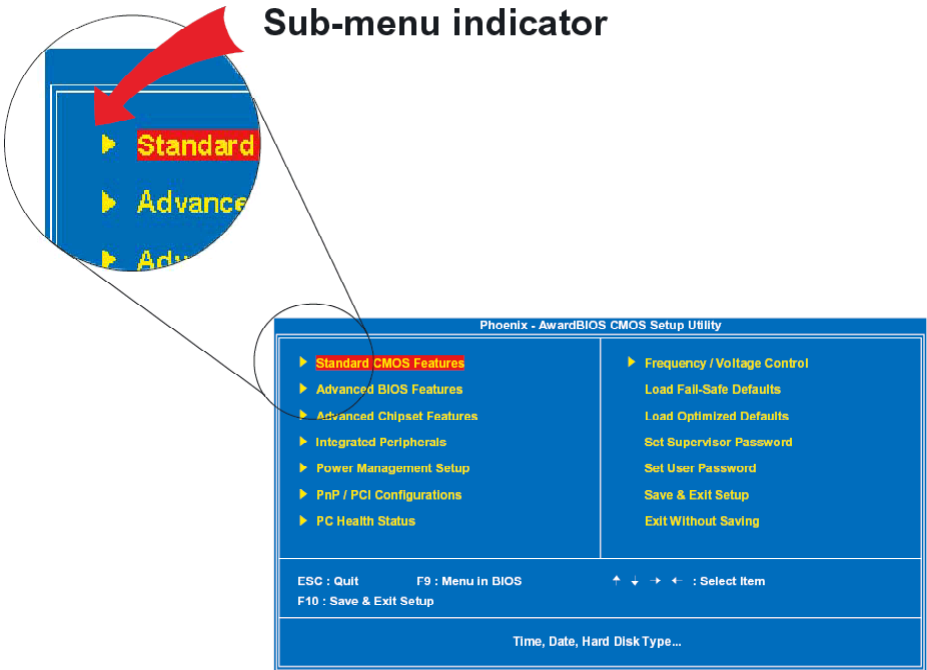 Sub-menu indicator
Standard
Advance
Adv
Phoenix - AwardBIOS CMOS Setup Utility
Standard CMOS Features
Advanced BIOS Features
Advanced Chipset Features
Integrated Peripherals
Power Management Setup
PnP / PCI Configurations
PC Health Status
Frequency / Voltage Control
Load Fail-Safe Defaults
Load Optimized Defaults
Set Supervisor Password
Set User Password
Save & Exit Setup
Exit Without Saving
ESC : Quit F9 : Menu in BIOS ↑ ↓ → ← : Select Item
F10 : Save & Exit Setup
Time, Date, Hard Disk Type...